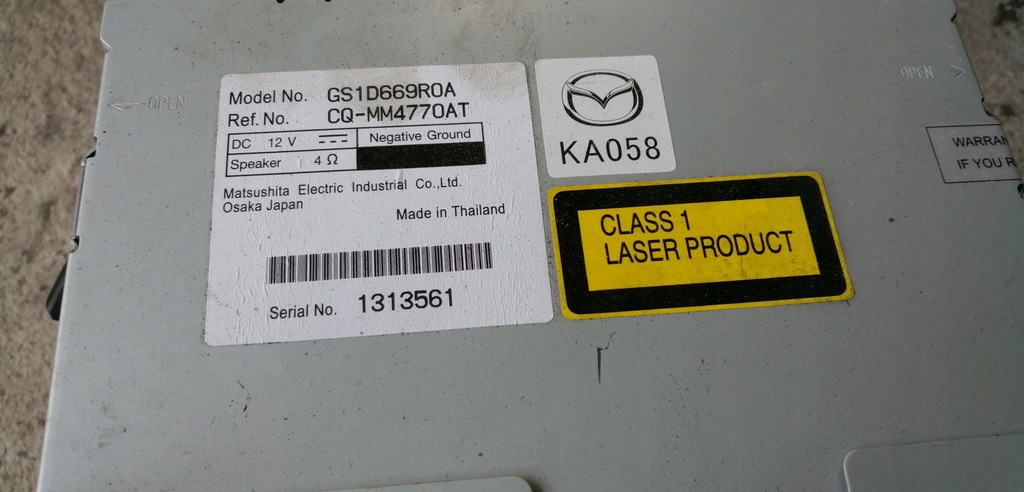 OPEN
OPEN
Model No. GS1D669R0A
Ref. No. CQ-MM4770AT
DC 12 V Negative Ground
Speaker 4 Ω
Matsushita Electric Industrial Co.,Ltd.
Osaka Japan
Made in Thailand
Serial No. 1313561
KA058
CLASS 1
LASER PRODUCT
IF YOU